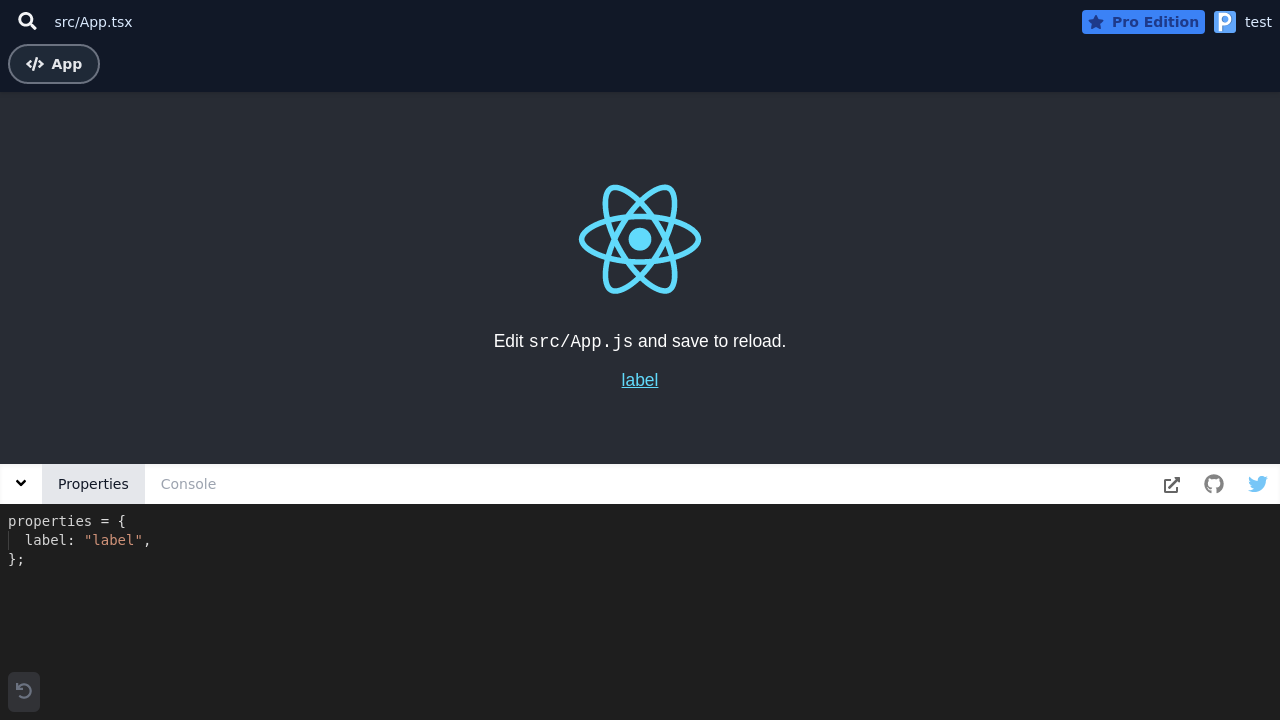 src/App.tsx
Pro Edition
test
App
Edit src/App.js and save to reload.
label
Properties
Console
properties = {
label: "label",
};